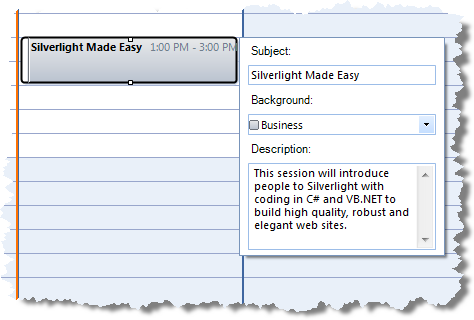 Silverlight Made Easy 1:00 PM - 3:00 PM
Subject:
Silverlight Made Easy
Background:
Business
Description:
This session will introduce
people to Silverlight with
coding in C# and VB.NET to
build high quality, robust and
elegant web sites.